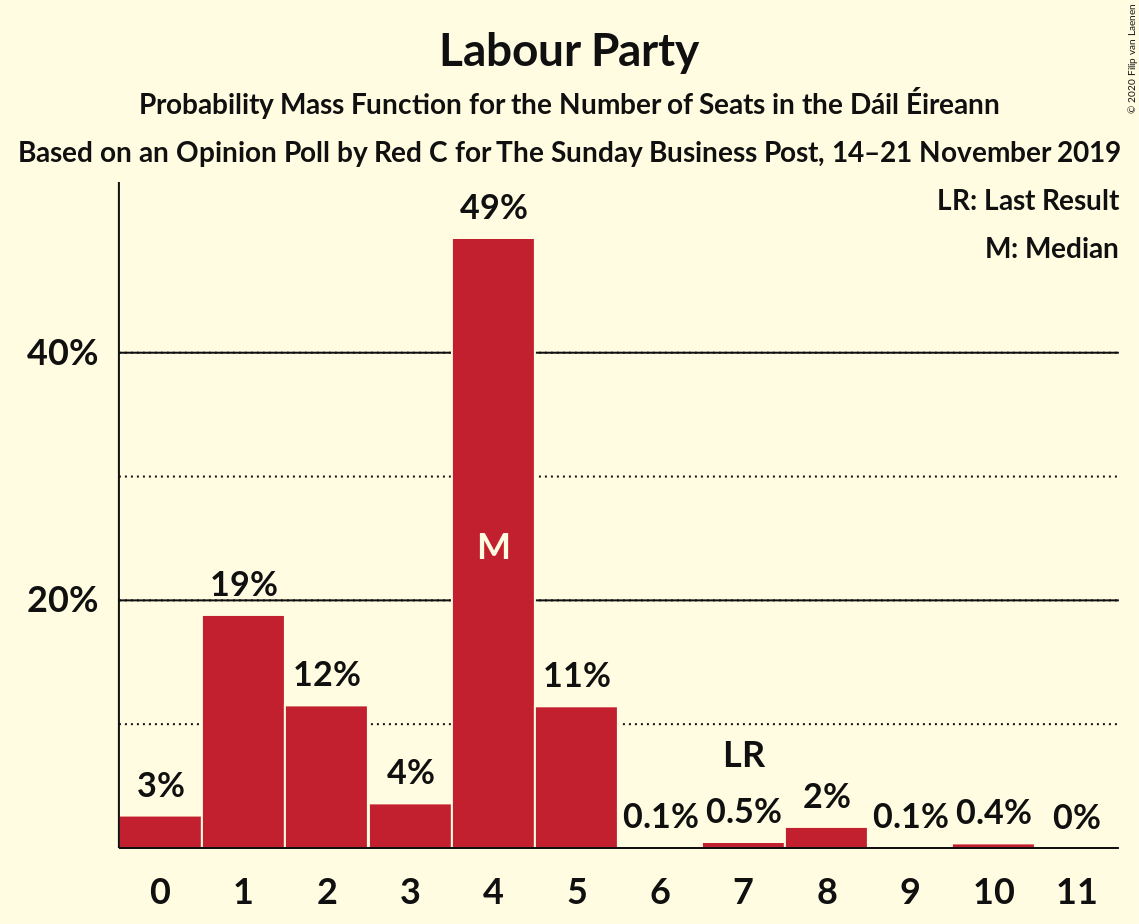 Labour Party
Probability Mass Function for the Number of Seats in the Dáil Éireann
Based on an Opinion Poll by Red C for The Sunday Business Post, 14–21 November 2019
© 2020 Filip van Laenen
LR: Last Result
M: Median
40%
20%
3%
19%
12%
4%
49%
M
11%
0.1%
LR
0.5%
2%
0.1%
0.4%
0%
0 1 2 3 4 5 6 7 8 9 10 11